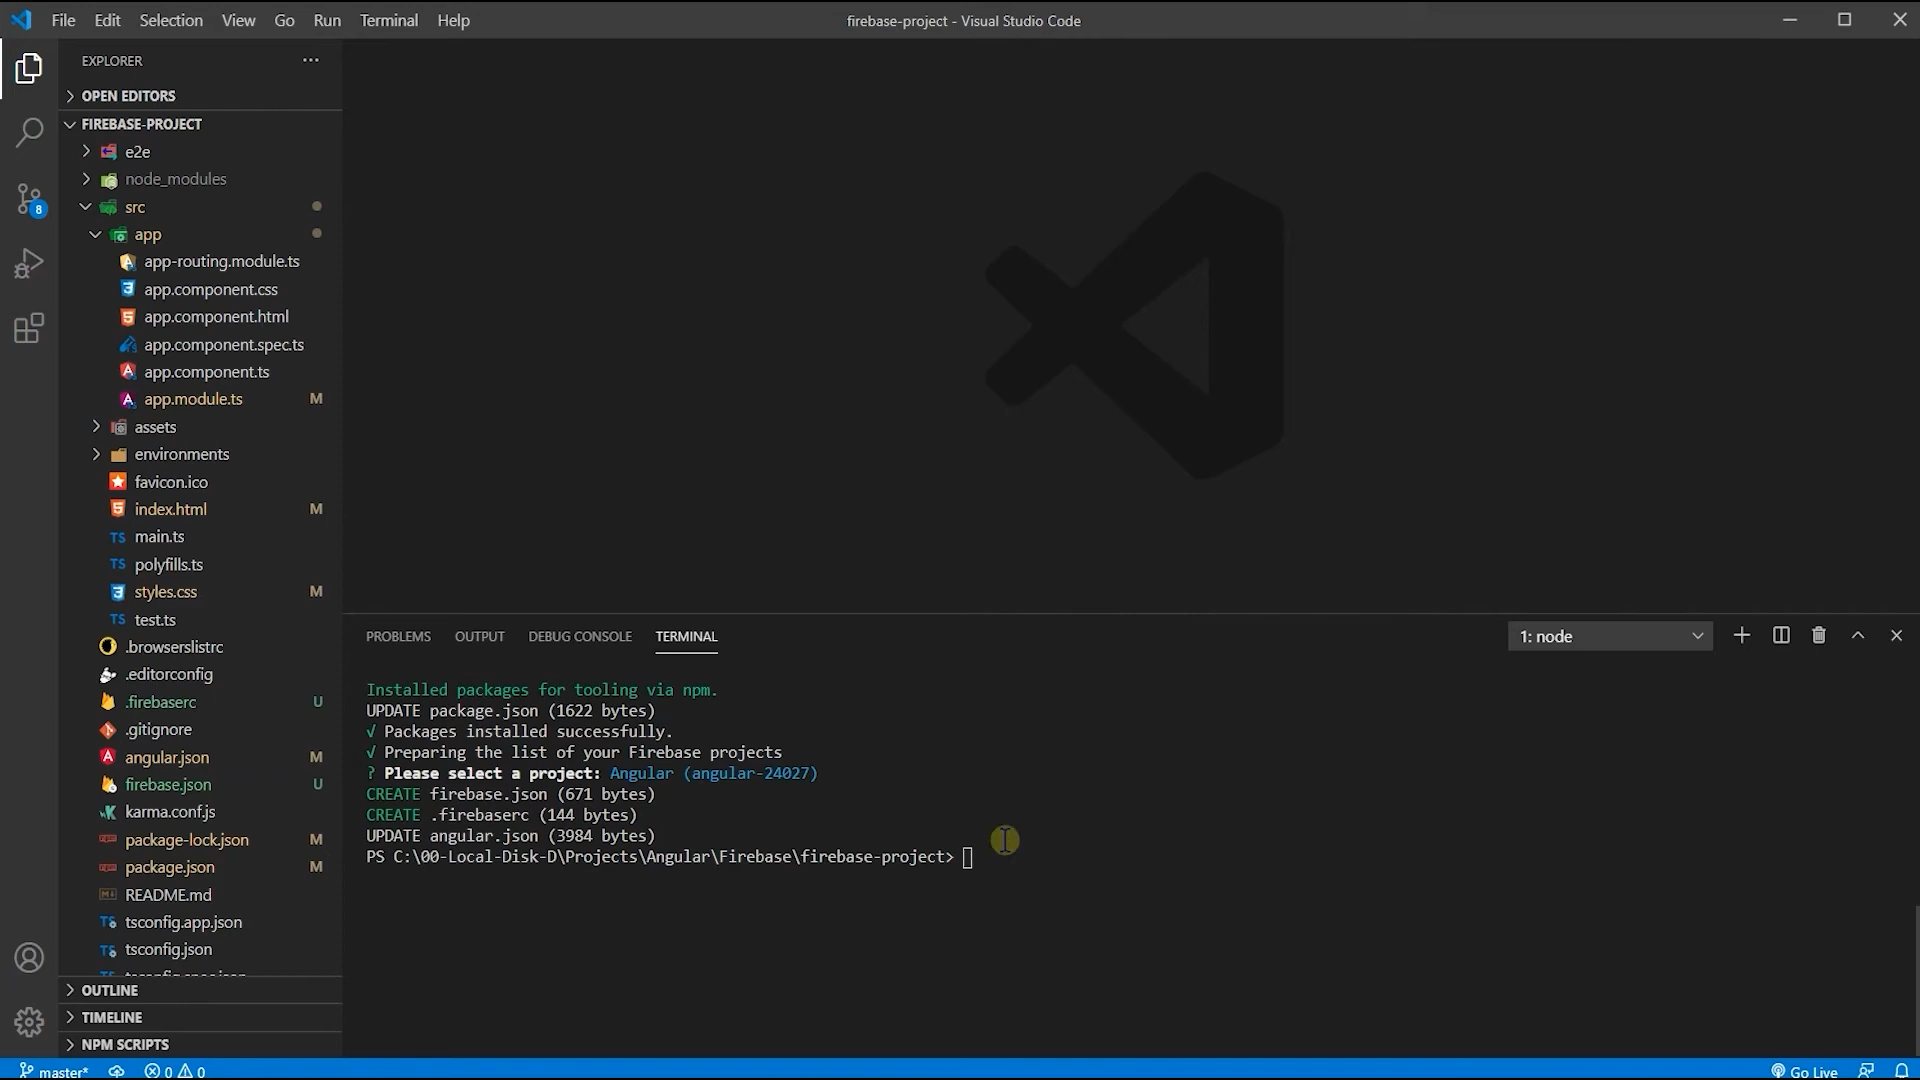 File Edit Selection View Go Run Terminal Help
firebase-project - Visual Studio Code
EXPLORER
OPEN EDITORS
FIREBASE-PROJECT
e2e
node_modules
src
app
app-routing.module.ts
app.component.css
app.component.html
app.component.spec.ts
app.component.ts
app.module.ts M
assets
environments
favicon.ico
index.html M
TS main.ts
TS polyfills.ts
styles.css M
TS test.ts
.browserslistrc
.editorconfig
.firebaserc U
.gitignore
angular.json M
firebase.json U
karma.conf.js
package-lock.json M
package.json M
README.md
tsconfig.app.json
tsconfig.json
OUTLINE
TIMELINE
NPM SCRIPTS
8
PROBLEMS OUTPUT DEBUG CONSOLE TERMINAL
1: node
Installed packages for tooling via npm.
UPDATE package.json (1622 bytes)
√ Packages installed successfully.
√ Preparing the list of your Firebase projects
? Please select a project: Angular (angular-24027)
CREATE firebase.json (671 bytes)
CREATE .firebaserc (144 bytes)
UPDATE angular.json (3984 bytes)
PS C:\00-Local-Disk-D\Projects\Angular\Firebase\firebase-project>
master* 0 0
Go Live